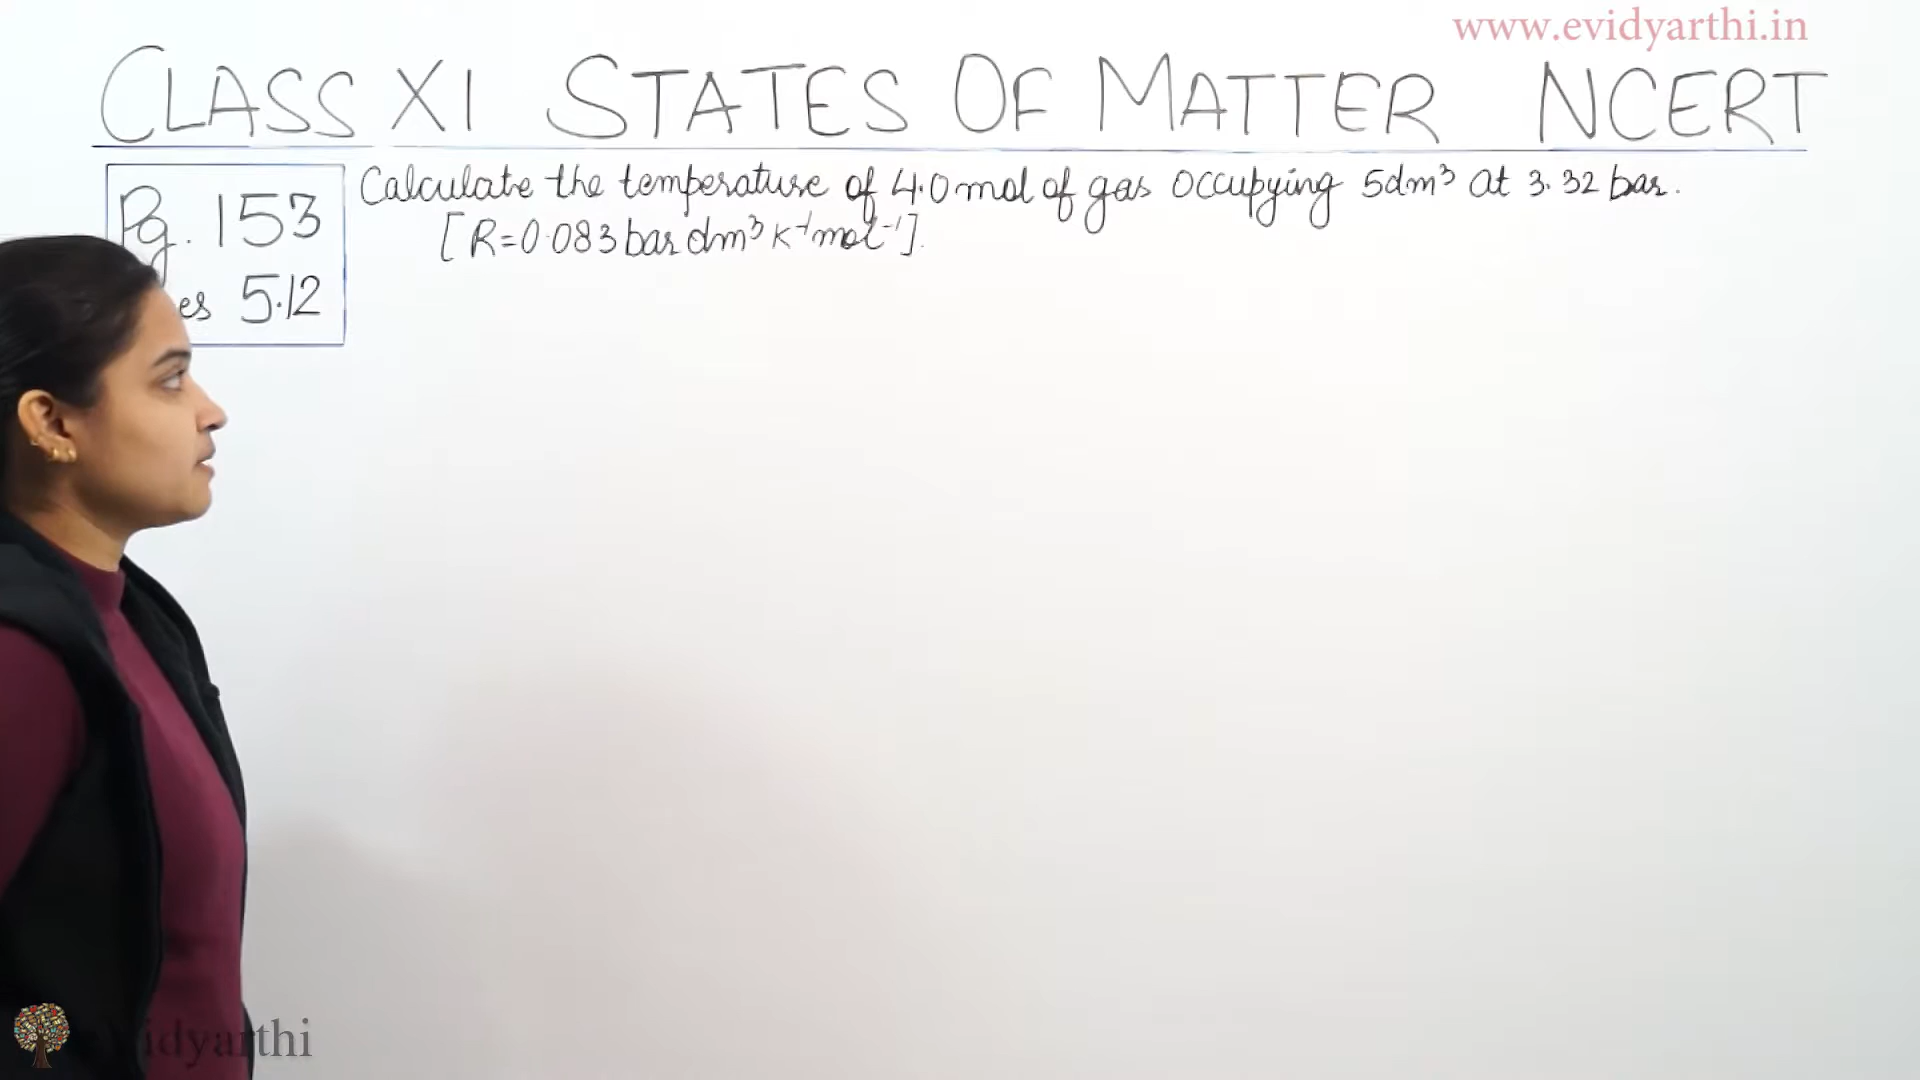 www.evidyarthi.in
CLASS XI STATES OF MATTER NCERT
Pg. 153
es 5.12
Calculate the temperature of 4.0 mol of gas occupying 5dm³ at 3.32 bar.
[R=0.083 bar dm³ K⁻¹ mol⁻¹].